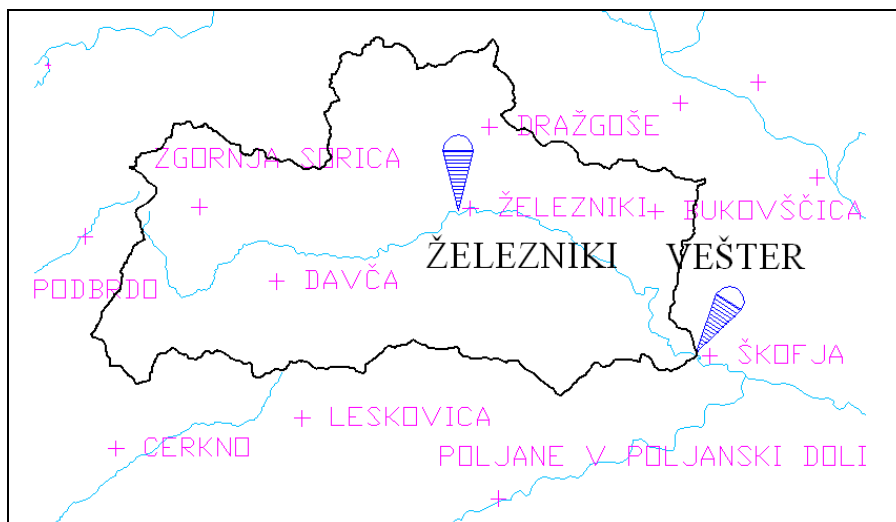 DRAŽGOŠE
ZGORNJA SORICA
ŽELEZNIKI
BUKOVŠČICA
ŽELEZNIKI
VEŠTER
DAVČA
PODBRDO
ŠKOFJA
LESKOVICA
CERKNO
POLJANE V POLJANSKI DOLI